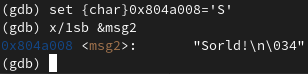 (gdb) set {char}0x804a008='S'
(gdb) x/1sb &msg2
0x804a008 <msg2>:        "Sorld!\n\034"
(gdb)